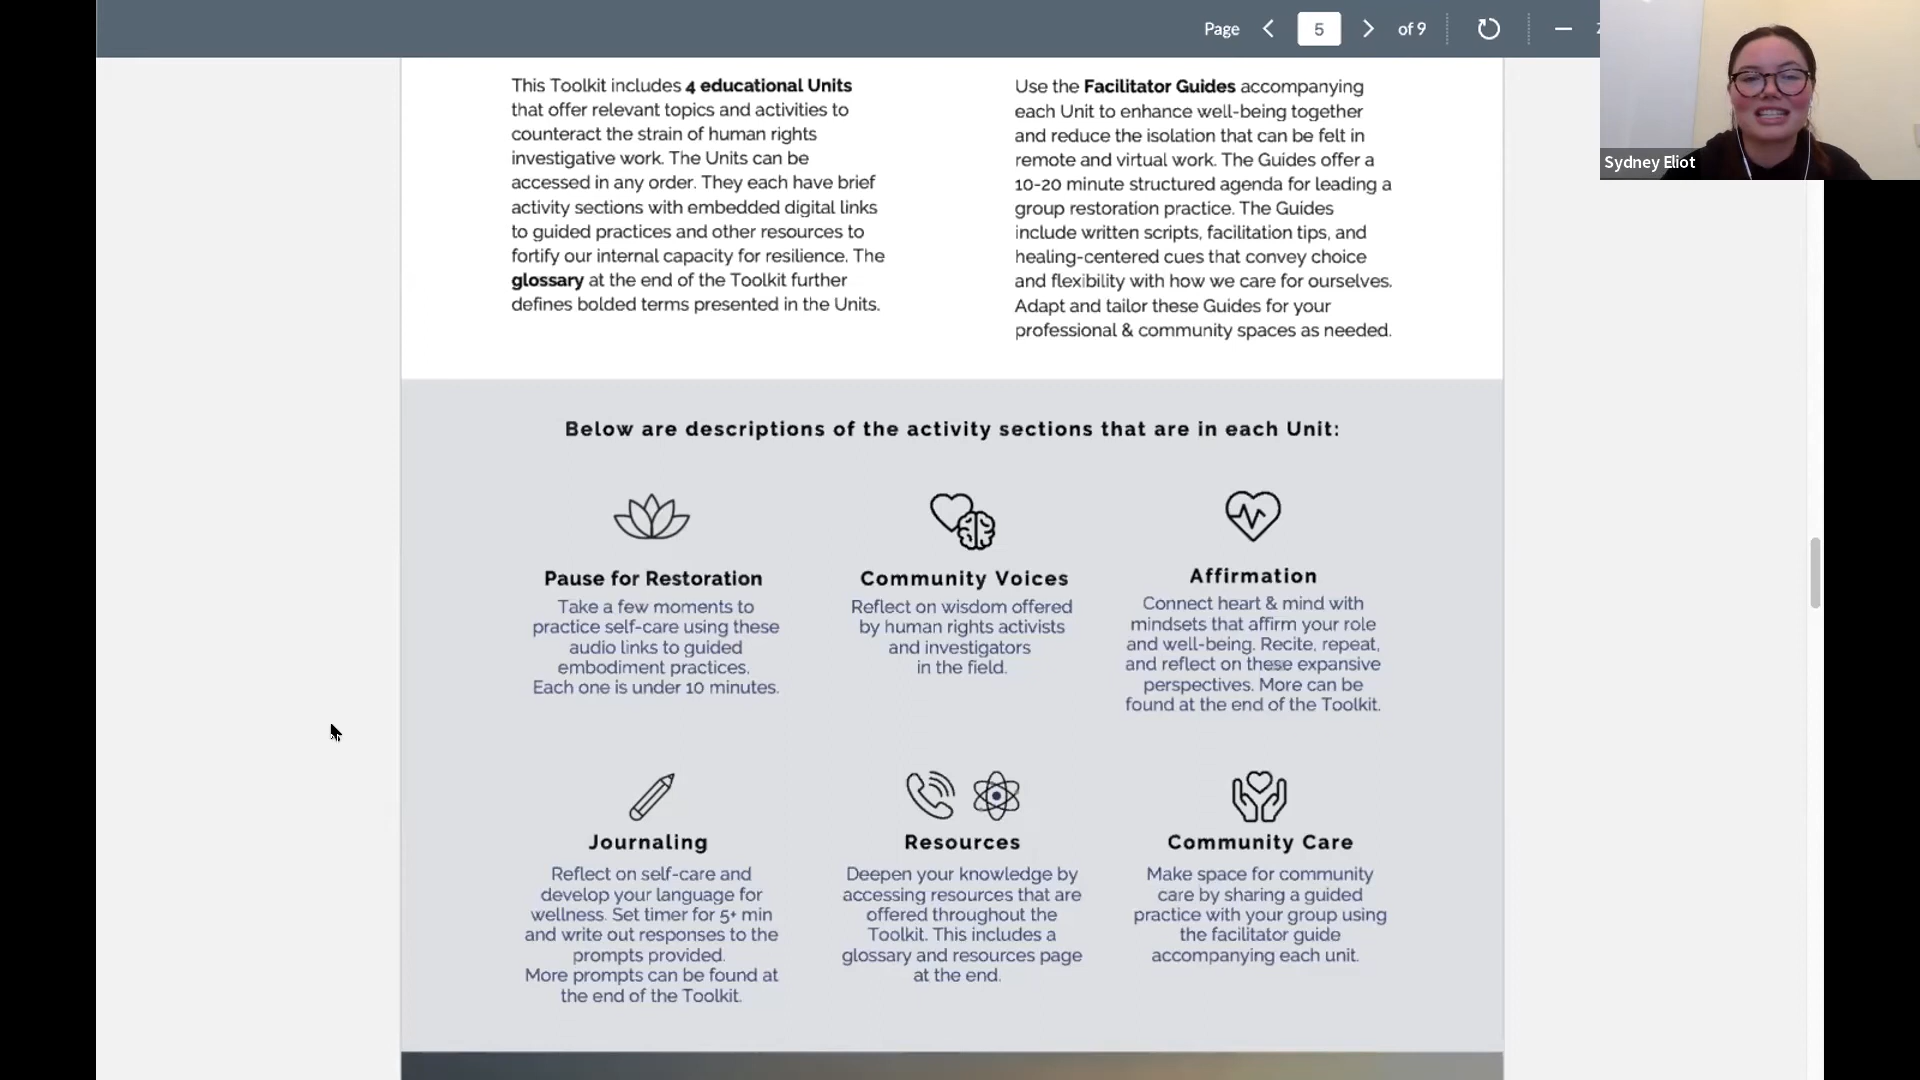 Page
5
of 9
Sydney Eliot
This Toolkit includes 4 educational Units
that offer relevant topics and activities to
counteract the strain of human rights
investigative work. The Units can be
accessed in any order. They each have brief
activity sections with embedded digital links
to guided practices and other resources to
fortify our internal capacity for resilience. The
glossary at the end of the Toolkit further
defines bolded terms presented in the Units.
Use the Facilitator Guides accompanying
each Unit to enhance well-being together
and reduce the isolation that can be felt in
remote and virtual work. The Guides offer a
10-20 minute structured agenda for leading a
group restoration practice. The Guides
include written scripts, facilitation tips, and
healing-centered cues that convey choice
and flexibility with how we care for ourselves.
Adapt and tailor these Guides for your
professional & community spaces as needed.
Below are descriptions of the activity sections that are in each Unit:
Pause for Restoration
Take a few moments to
practice self-care using these
audio links to guided
embodiment practices.
Each one is under 10 minutes.
Community Voices
Reflect on wisdom offered
by human rights activists
and investigators
in the field.
Affirmation
Connect heart & mind with
mindsets that affirm your role
and well-being. Recite, repeat,
and reflect on these expansive
perspectives. More can be
found at the end of the Toolkit.
Journaling
Reflect on self-care and
develop your language for
wellness. Set timer for 5+ min
and write out responses to the
prompts provided.
More prompts can be found at
the end of the Toolkit.
Resources
Deepen your knowledge by
accessing resources that are
offered throughout the
Toolkit. This includes a
glossary and resources page
at the end.
Community Care
Make space for community
care by sharing a guided
practice with your group using
the facilitator guide
accompanying each unit.